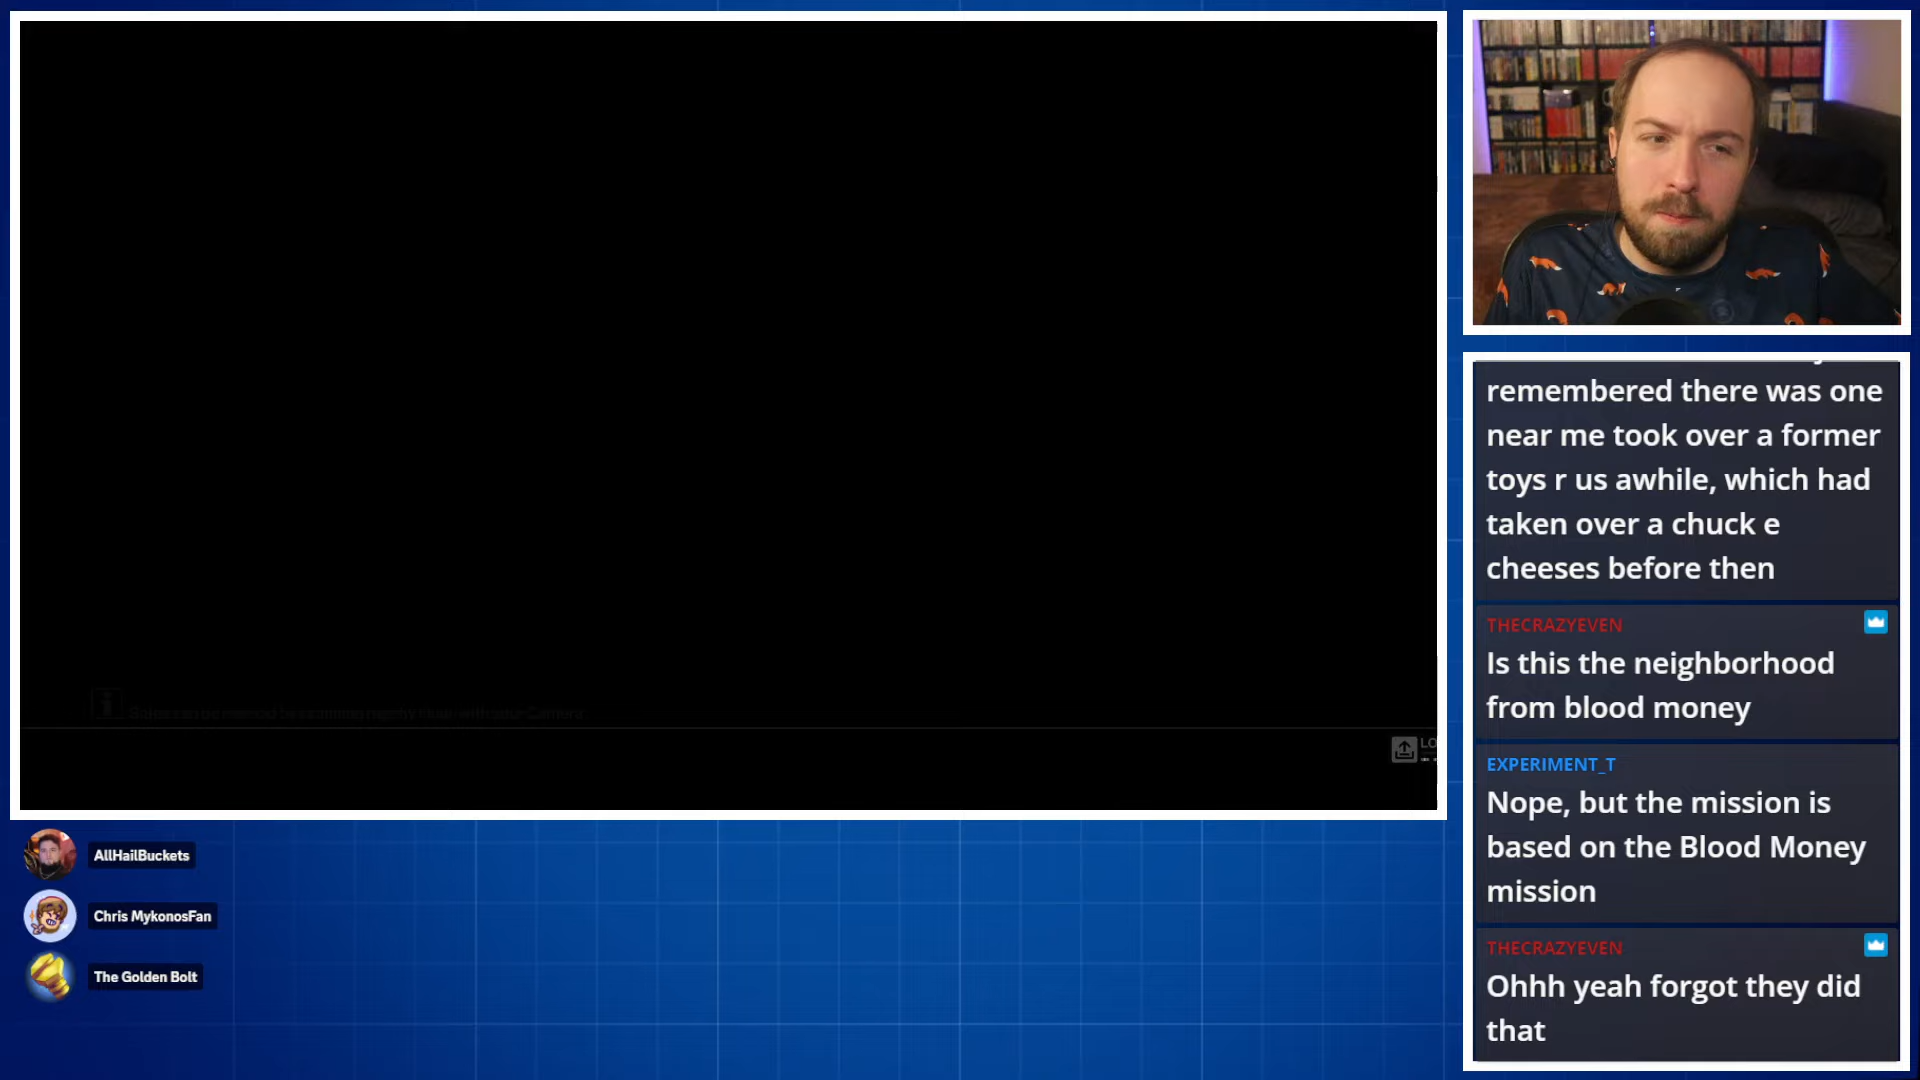 LO
AllHailBuckets
Chris MykonosFan
The Golden Bolt
remembered there was one
near me took over a former
toys r us awhile, which had
taken over a chuck e
cheeses before then
THECRAZYEVEN
Is this the neighborhood
from blood money
EXPERIMENT_T
Nope, but the mission is
based on the Blood Money
mission
THECRAZYEVEN
Ohhh yeah forgot they did
that